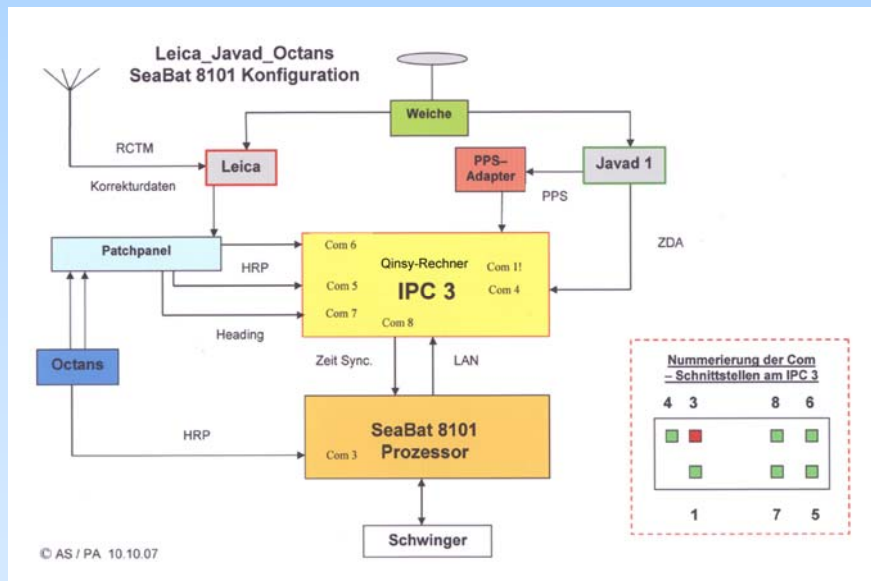 Leica_Javad_Octans
SeaBat 8101 Konfiguration
Weiche
RCTM
Leica
PPS–
Adapter
Javad 1
Korrekturdaten
PPS
Patchpanel
ZDA
Com 6
HRP
Qinsy-Rechner
Com 1!
Com 5
IPC 3
Com 4
Com 7
Com 8
Heading
Octans
Zeit Sync.
LAN
Nummerierung der Com
– Schnittstellen am IPC 3
4 3 8 6
HRP
SeaBat 8101
Prozessor
Com 3
1 7 5
Schwinger
© AS / PA 10.10.07